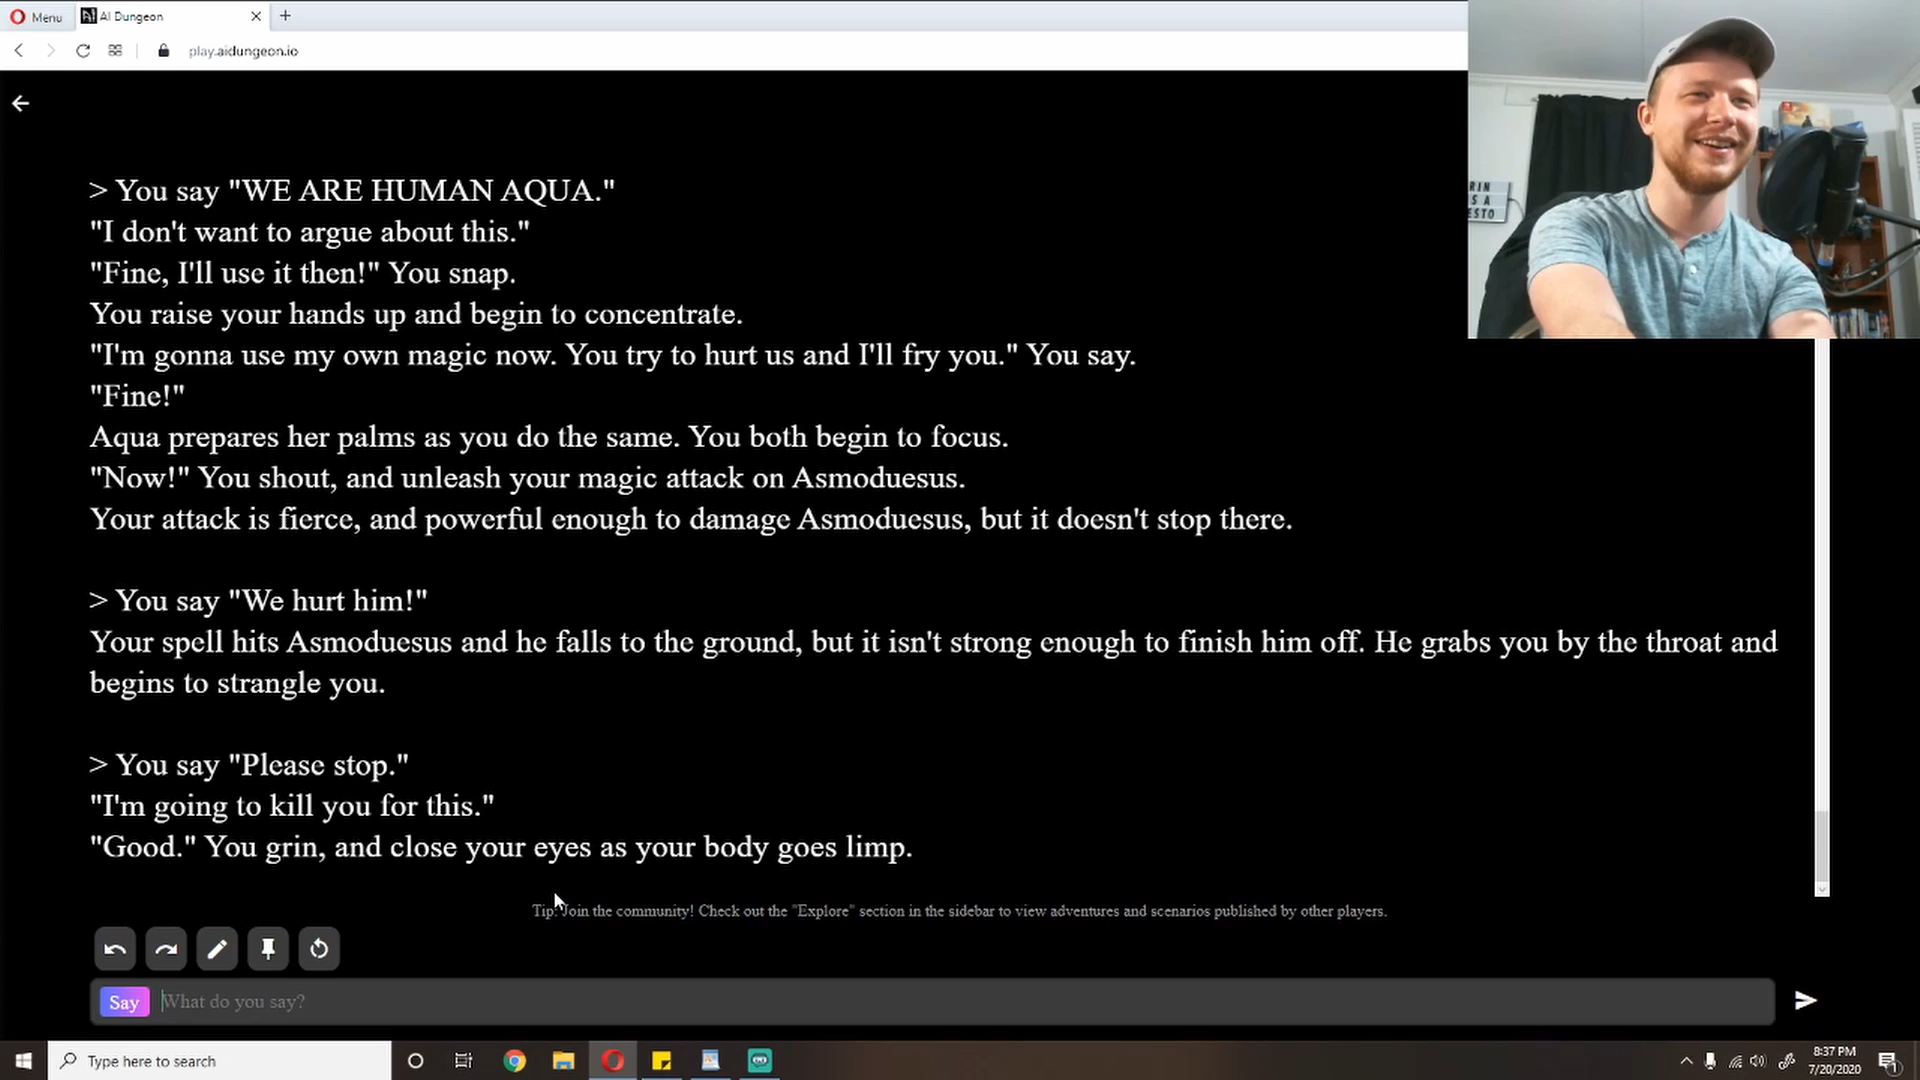 Menu
AI Dungeon
play.aidungeon.io
RIN
S A
ESTO
> You say "WE ARE HUMAN AQUA."
"I don't want to argue about this."
"Fine, I'll use it then!" You snap.
You raise your hands up and begin to concentrate.
"I'm gonna use my own magic now. You try to hurt us and I'll fry you." You say.
"Fine!"
Aqua prepares her palms as you do the same. You both begin to focus.
"Now!" You shout, and unleash your magic attack on Asmoduesus.
Your attack is fierce, and powerful enough to damage Asmoduesus, but it doesn't stop there.
> You say "We hurt him!"
Your spell hits Asmoduesus and he falls to the ground, but it isn't strong enough to finish him off. He grabs you by the throat and
begins to strangle you.
> You say "Please stop."
"I'm going to kill you for this."
"Good." You grin, and close your eyes as your body goes limp.
Tip: Join the community! Check out the "Explore" section in the sidebar to view adventures and scenarios published by other players.
Say
What do you say?
Type here to search
8:37 PM
7/20/2020
1